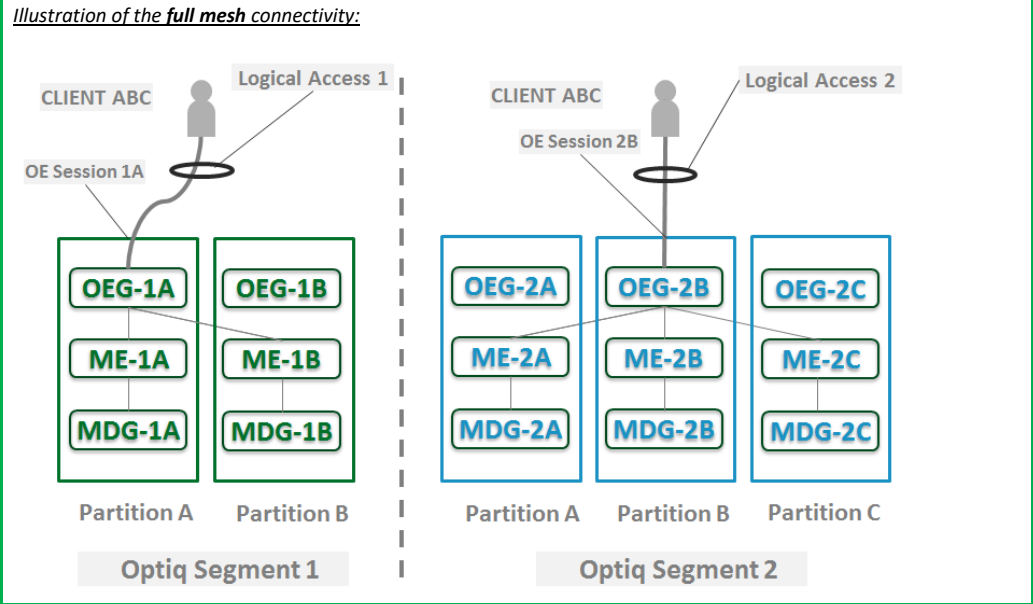 Illustration of the full mesh connectivity:
Logical Access 1
CLIENT ABC
OE Session 1A
OEG-1A
OEG-1B
ME-1A
ME-1B
MDG-1A
MDG-1B
Partition A
Partition B
Optiq Segment 1
Logical Access 2
CLIENT ABC
OE Session 2B
OEG-2A
OEG-2B
OEG-2C
ME-2A
ME-2B
ME-2C
MDG-2A
MDG-2B
MDG-2C
Partition A
Partition B
Partition C
Optiq Segment 2